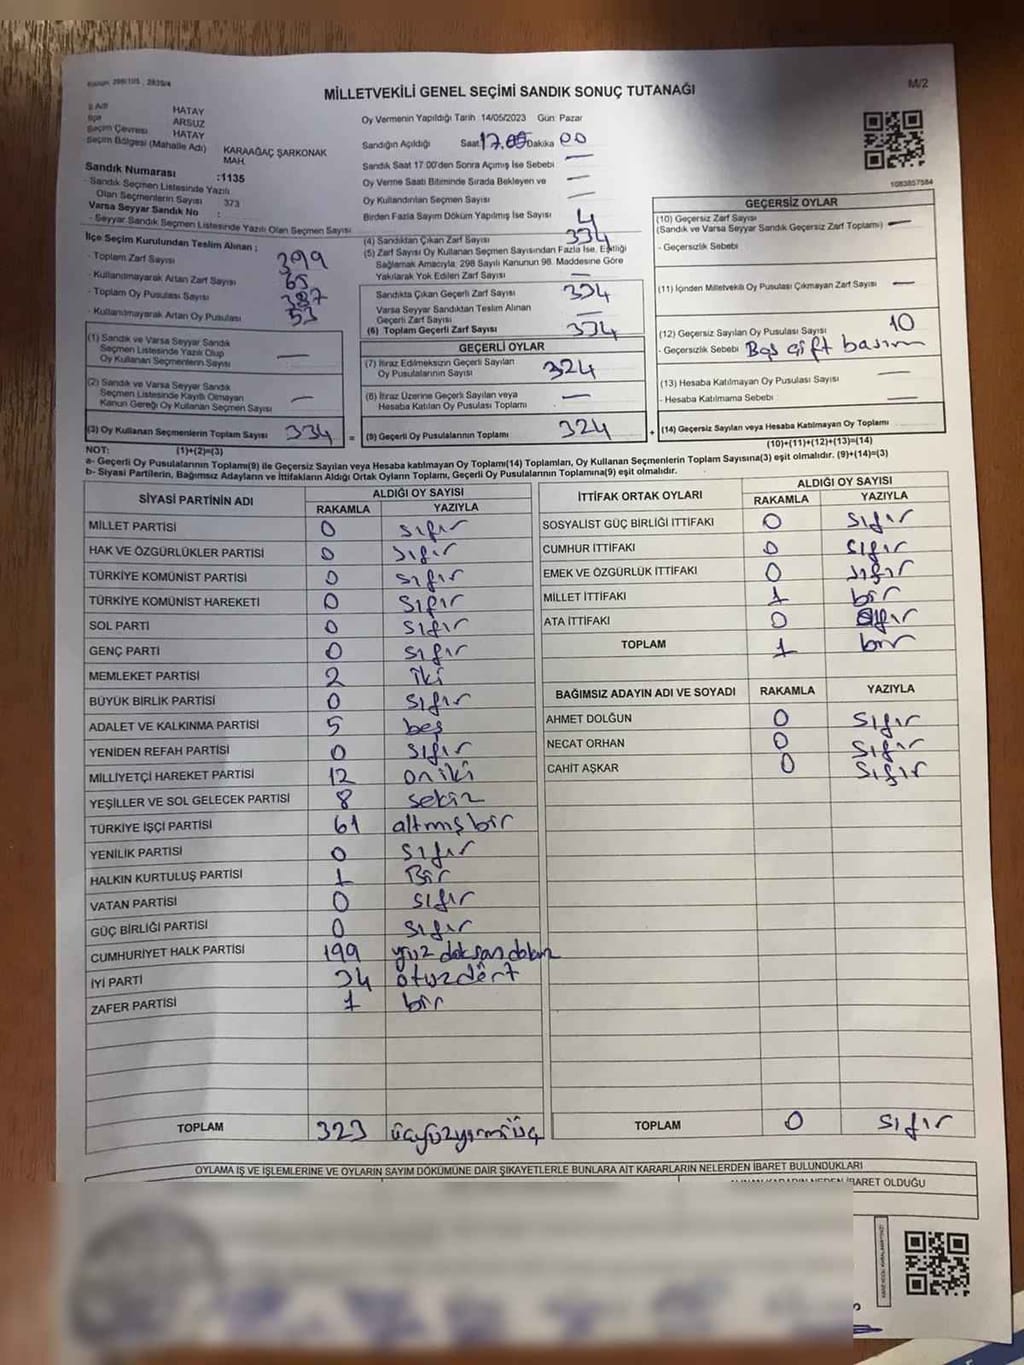 MİLLETVEKİLİ GENEL SEÇİMİ SANDIK SONUÇ TUTANAĞI
M/2
İlçe HATAY
ARSUZ
Seçim Çevresi HATAY
Seçim Bölgesi (Mahalle Adı) KARAAĞAÇ ŞARKONAK MAH.
Sandık Numarası :1135
Sandık Seçmen Listesinde Yazılı Olan Seçmenlerin Sayısı 373
Varsa Seyyar Sandık No :
- Seyyar Sandık Seçmen Listesinde Yazılı Olan Seçmen Sayısı
Oy Vermenin Yapıldığı Tarih 14/05/2023 Gün: Pazar
Sandığın Açıldığı Saat 17.05 Dakika 00
Sandık Saat 17:00'den Sonra Açmış İse Sebebi —
Oy Verme Saati Bitiminde Sırada Bekleyen ve —
Oy Kullandırılan Seçmen Sayısı —
Birden Fazla Sayım Döküm Yapılmış İse Sayısı 4
1083857584
İlçe Seçim Kurulundan Teslim Alınan :
- Toplam Zarf Sayısı 399
- Kullanılmayarak Artan Zarf Sayısı 65
- Toplam Oy Pusulası Sayısı 387
- Kullanılmayarak Artan Oy Pusulası 53
(1) Sandık ve Varsa Seyyar Sandık Seçmen Listesinde Yazılı Olup Oy Kullanan Seçmenlerin Sayısı —
(2) Sandık ve Varsa Seyyar Sandık Seçmen Listesinde Kayıtlı Olmayan Kanun Gereği Oy Kullanan Seçmen Sayısı —
(3) Oy Kullanan Seçmenlerin Toplam Sayısı 334
(1)+(2)=(3)
(4) Sandıktan Çıkan Zarf Sayısı 334
(5) Zarf Sayısı Oy Kullanan Seçmen Sayısından Fazla İse, Eşitliği Sağlamak Amacıyla; 298 Sayılı Kanunun 98. Maddesine Göre Yakılarak Yok Edilen Zarf Sayısı —
Sandıkta Çıkan Geçerli Zarf Sayısı 334
Varsa Seyyar Sandıktan Teslim Alınan Geçerli Zarf Sayısı —
(6) Toplam Geçerli Zarf Sayısı 334
GEÇERLİ OYLAR
(7) İtiraz Edilmeksizin Geçerli Sayılan Oy Pusulalarının Sayısı 324
(8) İtiraz Üzerine Geçerli Sayılan veya Hesaba Katılan Oy Pusulaları Toplamı —
= (9) Geçerli Oy Pusulalarının Toplamı 324
GEÇERSİZ OYLAR
(10) Geçersiz Zarf Sayısı
(Sandık ve Varsa Seyyar Sandık Geçersiz Zarf Toplamı) —
- Geçersizlik Sebebi
(11) İçinden Milletvekili Oy Pusulası Çıkmayan Zarf Sayısı —
(12) Geçersiz Sayılan Oy Pusulası Sayısı 10
- Geçersizlik Sebebi Boş çift basım
(13) Hesaba Katılmayan Oy Pusulası Sayısı —
- Hesaba Katılmama Sebebi —
+ (14) Geçersiz Sayılan veya Hesaba Katılmayan Oy Toplamı
(10)+(11)+(12)+(13)=(14)
NOT:
a- Geçerli Oy Pusulaları Toplamı(9) ile Geçersiz Sayılan veya Hesaba katılmayan Oy Toplamı(14) Toplamları, Oy Kullanan Seçmenlerin Toplam Sayısına(3) eşit olmalıdır. (9)+(14)=(3)
b- Siyasi Partilerin, Bağımsız Adayların ve İttifakların Aldığı Ortak Oyların Toplamı, Geçerli Oy Pusulalarının Toplamına(9) eşit olmalıdır.
SİYASİ PARTİNİN ADI ALDIĞI OY SAYISI
RAKAMLA YAZIYLA
MİLLET PARTİSİ 0 sıfır
HAK VE ÖZGÜRLÜKLER PARTİSİ 0 sıfır
TÜRKİYE KOMÜNİST PARTİSİ 0 sıfır
TÜRKİYE KOMÜNİST HAREKETİ 0 sıfır
SOL PARTİ 0 sıfır
GENÇ PARTİ 0 sıfır
MEMLEKET PARTİSİ 2 iki
BÜYÜK BİRLİK PARTİSİ 0 sıfır
ADALET VE KALKINMA PARTİSİ 5 beş
YENİDEN REFAH PARTİSİ 0 sıfır
MİLLİYETÇİ HAREKET PARTİSİ 12 oniki
YEŞİLLER VE SOL GELECEK PARTİSİ 8 sekiz
TÜRKİYE İŞÇİ PARTİSİ 61 altmışbir
YENİLİK PARTİSİ 0 sıfır
HALKIN KURTULUŞ PARTİSİ 1 Bir
VATAN PARTİSİ 0 sıfır
GÜÇ BİRLİĞİ PARTİSİ 0 sıfır
CUMHURİYET HALK PARTİSİ 199 yüz doksan dokuz
İYİ PARTİ 34 otuzdört
ZAFER PARTİSİ 1 bir
TOPLAM 323 üçyüzyirmiüç
İTTİFAK ORTAK OYLARI ALDIĞI OY SAYISI
RAKAMLA YAZIYLA
SOSYALİST GÜÇ BİRLİĞİ İTTİFAKI 0 sıfır
CUMHUR İTTİFAKI 0 sıfır
EMEK VE ÖZGÜRLÜK İTTİFAKI 0 sıfır
MİLLET İTTİFAKI 1 bir
ATA İTTİFAKI 0 sıfır
TOPLAM 1 bir
BAĞIMSIZ ADAYIN ADI VE SOYADI RAKAMLA YAZIYLA
AHMET DOLĞUN 0 sıfır
NECAT ORHAN 0 sıfır
CAHİT AŞKAR 0 sıfır
TOPLAM 0 sıfır
OYLAMA İŞ VE İŞLEMLERİNE VE OYLARIN SAYIM DÖKÜMÜNE DAİR ŞİKAYETLERLE BUNLARA AİT KARARLARIN NELERDEN İBARET BULUNDUKLARI
İBARET OLDUĞU